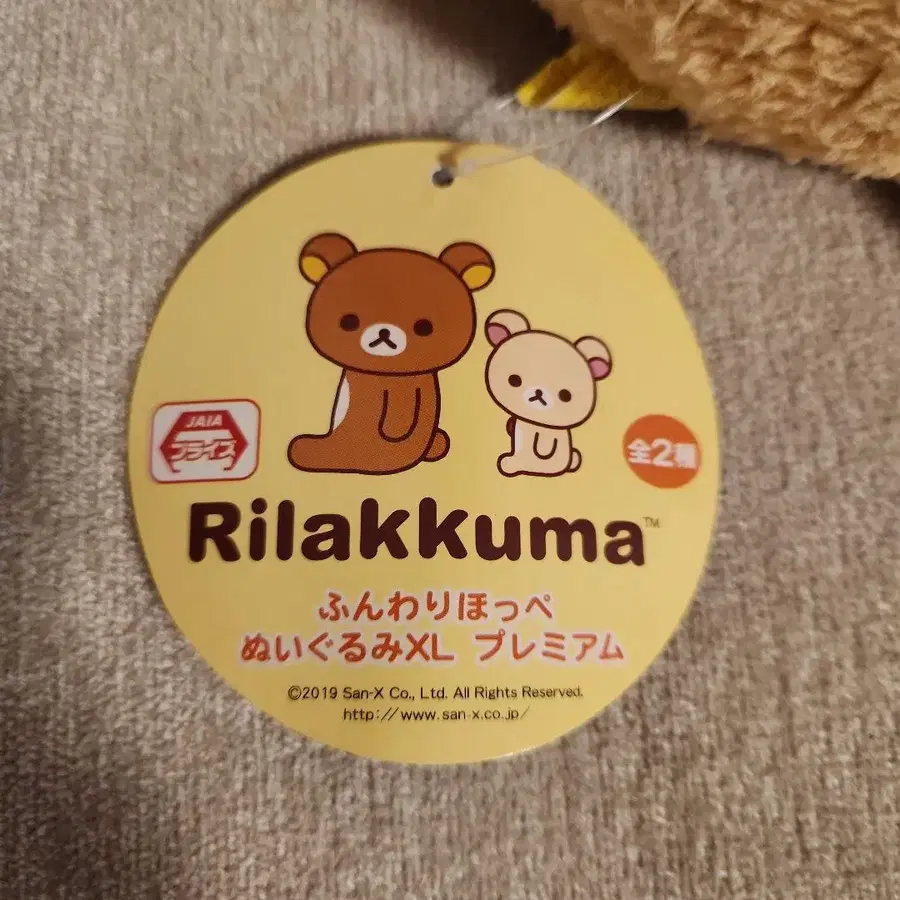 JAIA
プライズ
全2種
Rilakkuma™
ふんわりほっぺ
ぬいぐるみXL プレミアム
©2019 San-X Co., Ltd. All Rights Reserved.
http://www.san-x.co.jp/